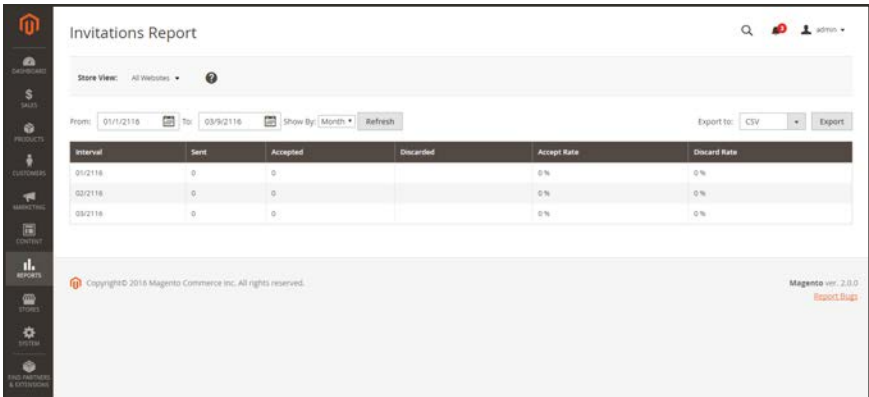 Invitations Report
admin
DASHBOARD
SALES
PRODUCTS
CUSTOMERS
MARKETING
CONTENT
REPORTS
STORES
SYSTEM
FIND PARTNERS
& EXTENSIONS
Store View: All Websites ?
From: 01/1/2116 To: 03/9/2116 Show By: Month Refresh Export to: CSV Export
Interval Sent Accepted Discarded Accept Rate Discard Rate
01/2116 0 0 0 % 0 %
02/2116 0 0 0 % 0 %
03/2116 0 0 0 % 0 %
Copyright© 2016 Magento Commerce Inc. All rights reserved. Magento ver. 2.0.0
Report Bugs